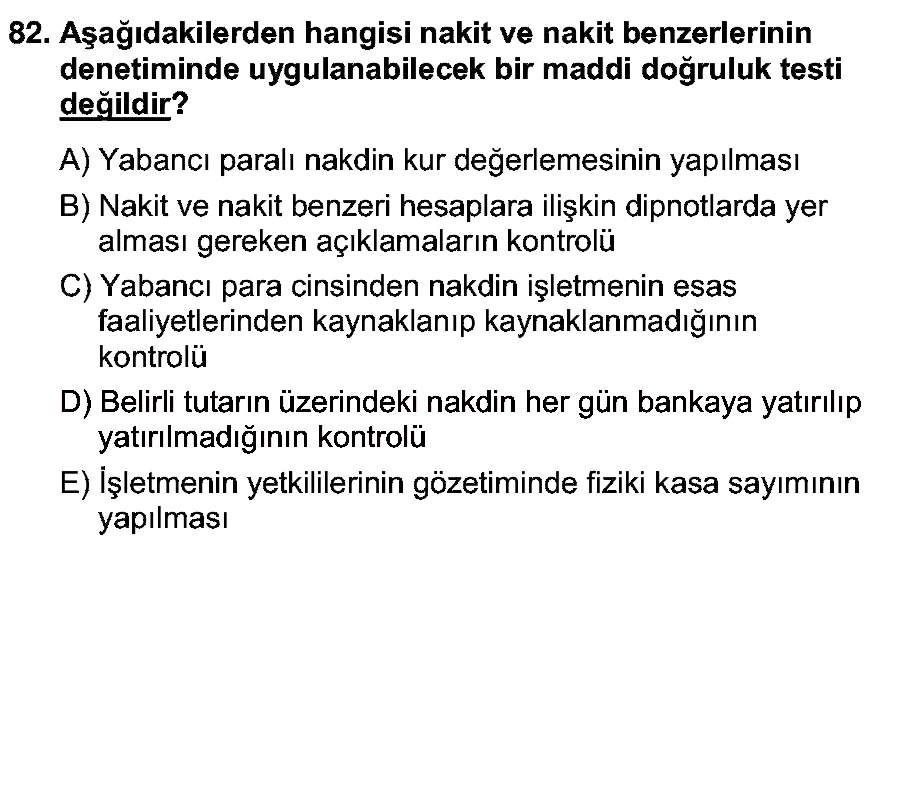 82. Aşağıdakilerden hangisi nakit ve nakit benzerlerinin
denetiminde uygulanabilecek bir maddi doğruluk testi
değildir?
A) Yabancı paralı nakdin kur değerlemesinin yapılması
B) Nakit ve nakit benzeri hesaplara ilişkin dipnotlarda yer
alması gereken açıklamaların kontrolü
C) Yabancı para cinsinden nakdin işletmenin esas
faaliyetlerinden kaynaklanıp kaynaklanmadığının
kontrolü
D) Belirli tutarın üzerindeki nakdin her gün bankaya yatırılıp
yatırılmadığının kontrolü
E) İşletmenin yetkililerinin gözetiminde fiziki kasa sayımının
yapılması